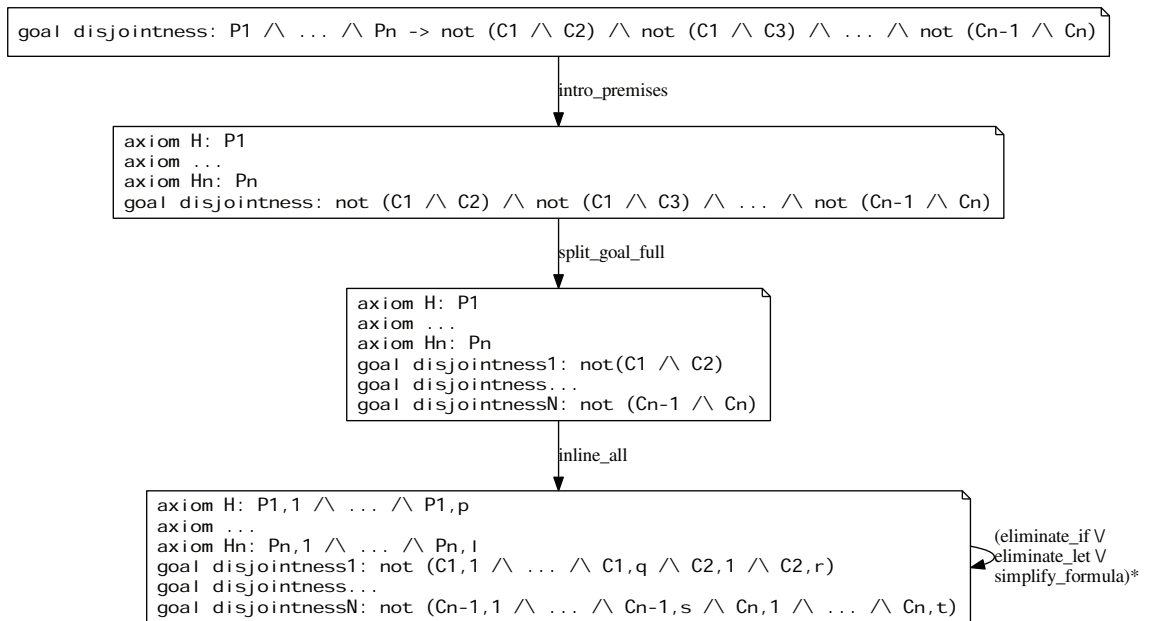 goal disjointness: P1 /\ ... /\ Pn -> not (C1 /\ C2) /\ not (C1 /\ C3) /\ ... /\ not (Cn-1 /\ Cn)
intro_premises
axiom H: P1
axiom ...
axiom Hn: Pn
goal disjointness: not (C1 /\ C2) /\ not (C1 /\ C3) /\ ... /\ not (Cn-1 /\ Cn)
split_goal_full
axiom H: P1
axiom ...
axiom Hn: Pn
goal disjointness1: not(C1 /\ C2)
goal disjointness...
goal disjointnessN: not (Cn-1 /\ Cn)
inline_all
axiom H: P1,1 /\ ... /\ P1,p
axiom ...
axiom Hn: Pn,1 /\ ... /\ Pn,l
goal disjointness1: not (C1,1 /\ ... /\ C1,q /\ C2,1 /\ C2,r)
goal disjointness...
goal disjointnessN: not (Cn-1,1 /\ ... /\ Cn-1,s /\ Cn,1 /\ ... /\ Cn,t)
(eliminate_if \/
eliminate_let \/
simplify_formula)*